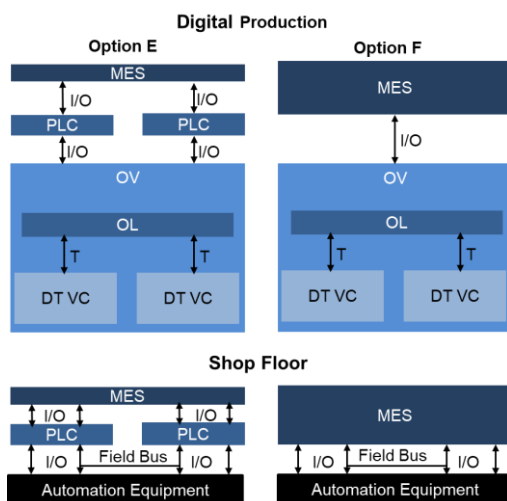 Digital Production
Option E
Option F
MES
I/O
I/O
PLC
PLC
I/O
I/O
OV
OL
T
T
DT VC
DT VC
MES
I/O
OV
OL
T
T
DT VC
DT VC
Shop Floor
MES
I/O
I/O
PLC
PLC
I/O
Field Bus
I/O
Automation Equipment
MES
I/O
Field Bus
I/O
Automation Equipment